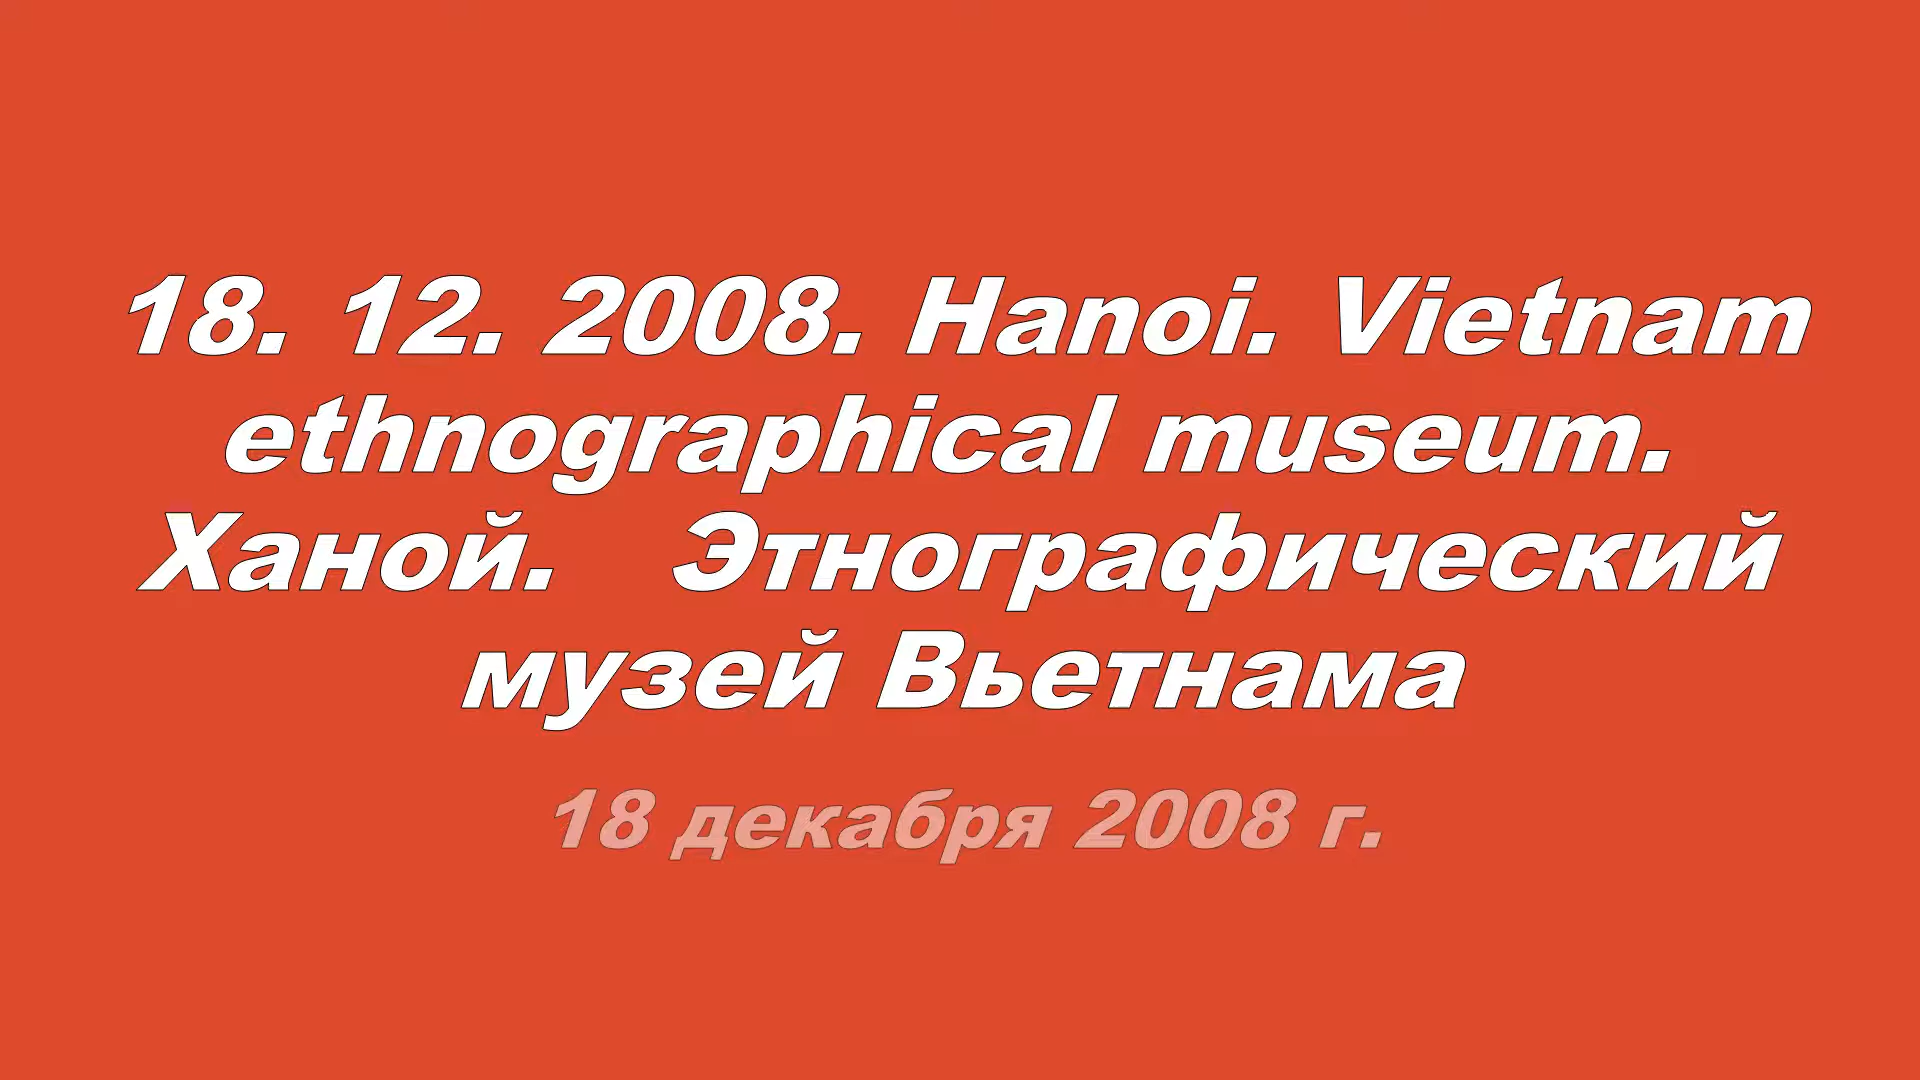 18. 12. 2008. Hanoi. Vietnam
ethnographical museum.
Ханой.   Этнографический
музей Вьетнама
18 декабря 2008 г.